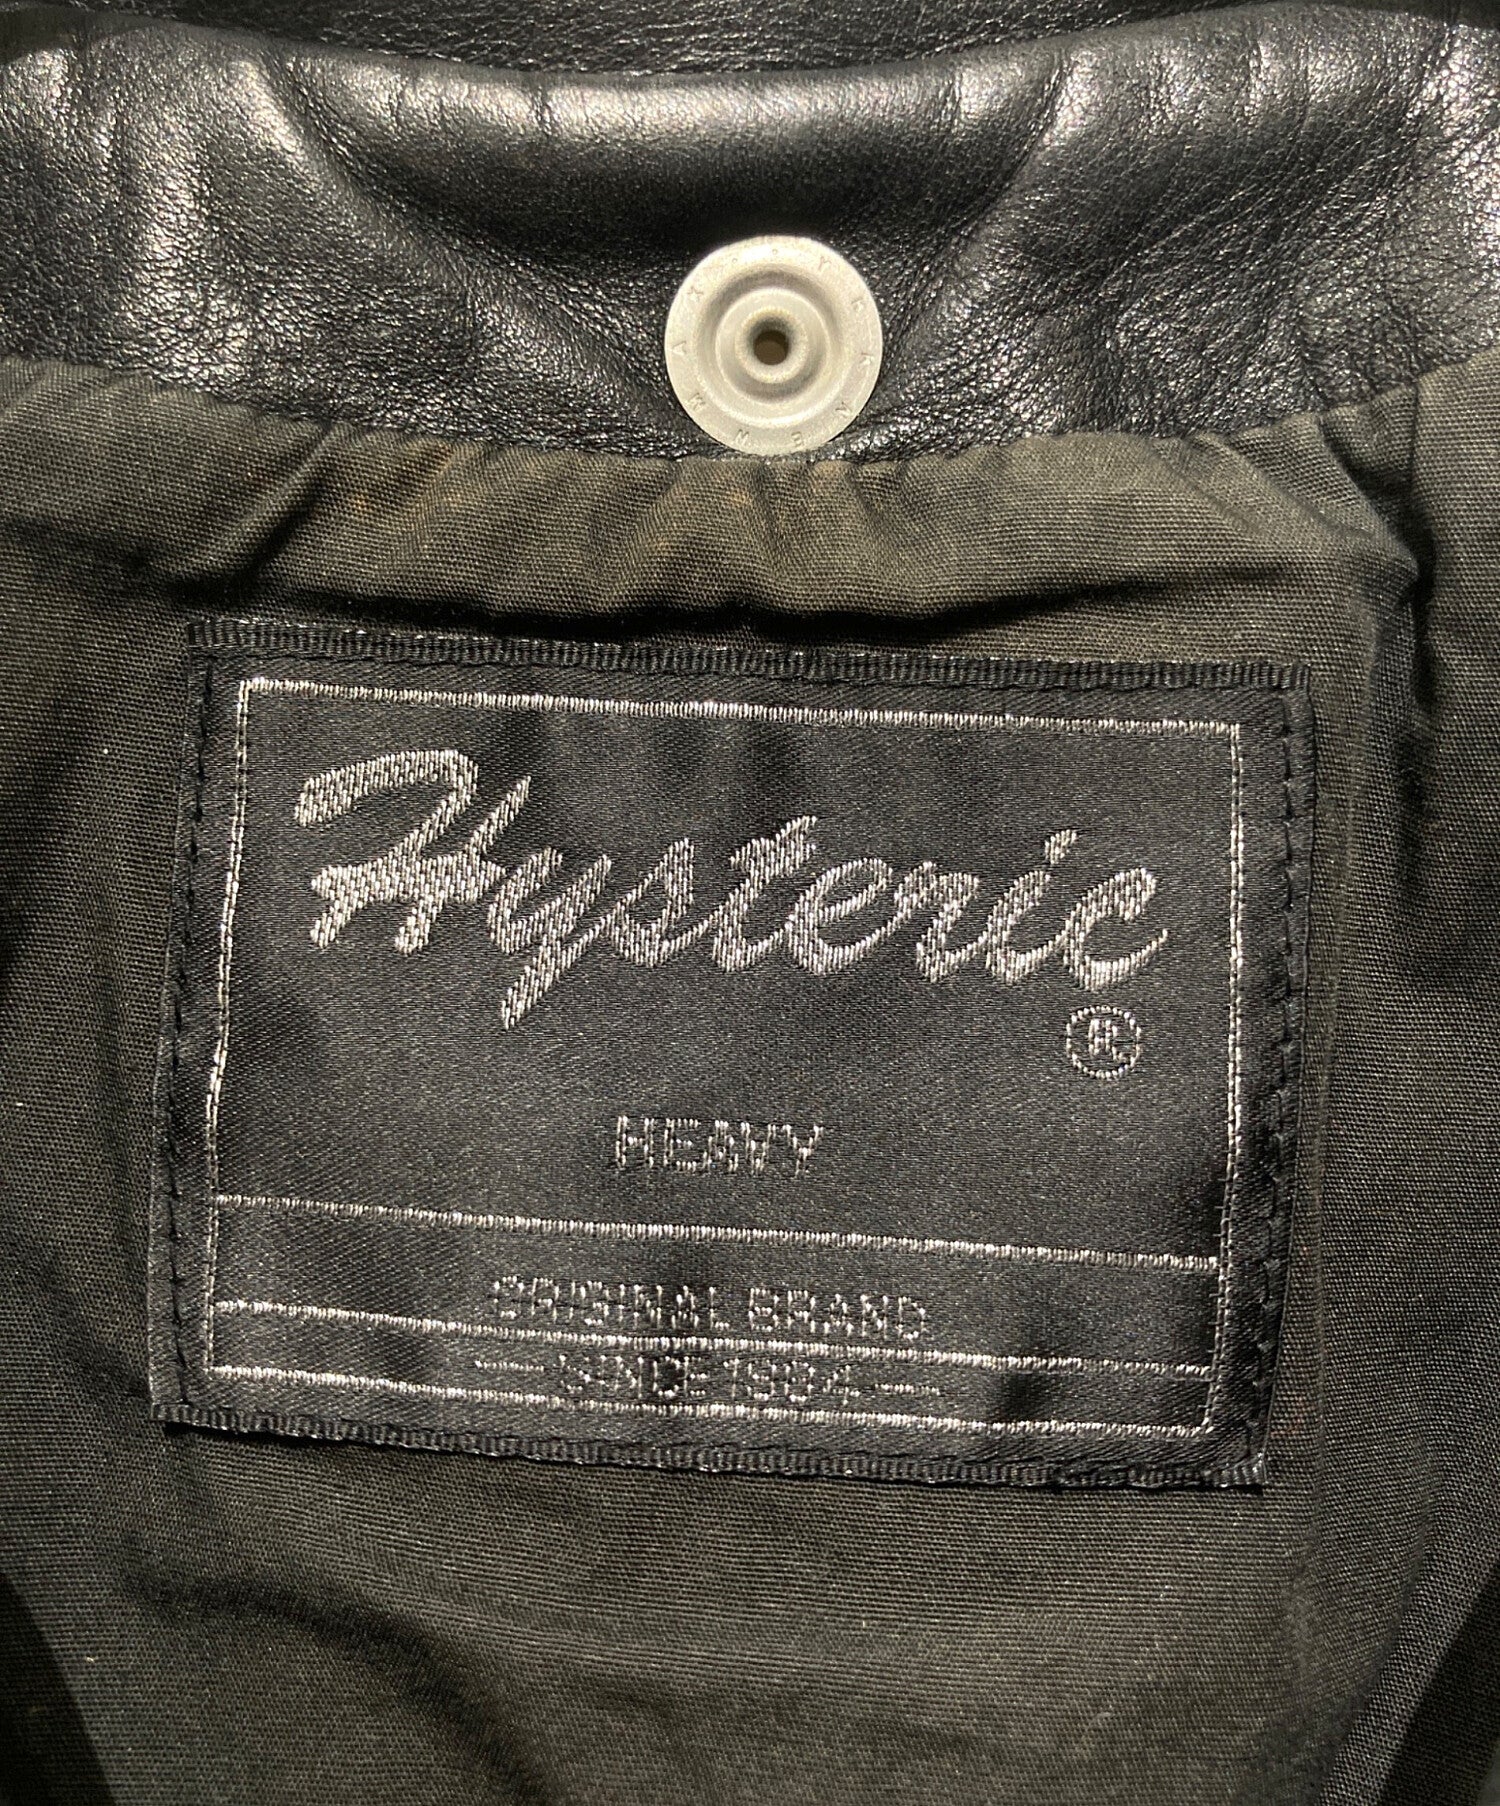 Hysteric
®
HEAVY
ORIGINAL BRAND
—SINCE 1984—